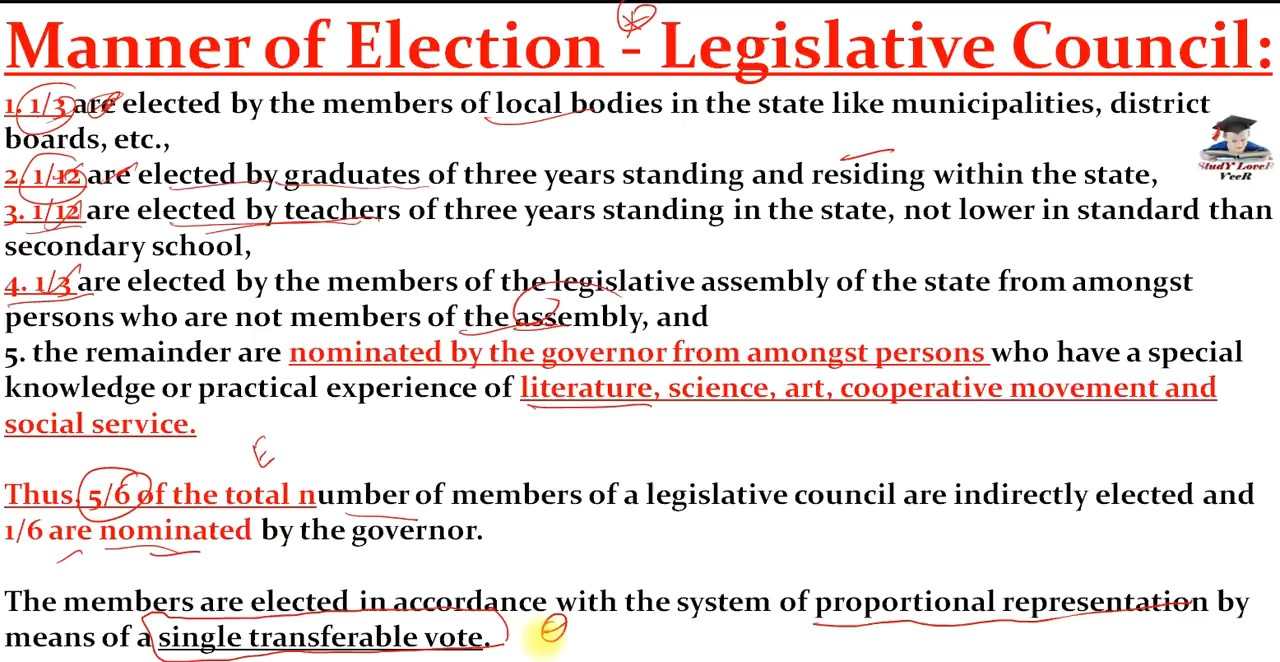 Manner of Election - Legislative Council:
1. 1/3 are elected by the members of local bodies in the state like municipalities, district
boards, etc.,
2. 1/12 are elected by graduates of three years standing and residing within the state,
3. 1/12 are elected by teachers of three years standing in the state, not lower in standard than
secondary school,
4. 1/3 are elected by the members of the legislative assembly of the state from amongst
persons who are not members of the assembly, and
5. the remainder are nominated by the governor from amongst persons who have a special
knowledge or practical experience of literature, science, art, cooperative movement and
social service.
E
Thus, 5/6 of the total number of members of a legislative council are indirectly elected and
1/6 are nominated by the governor.
The members are elected in accordance with the system of proportional representation by
means of a single transferable vote.
StudY LoveR
VeeR